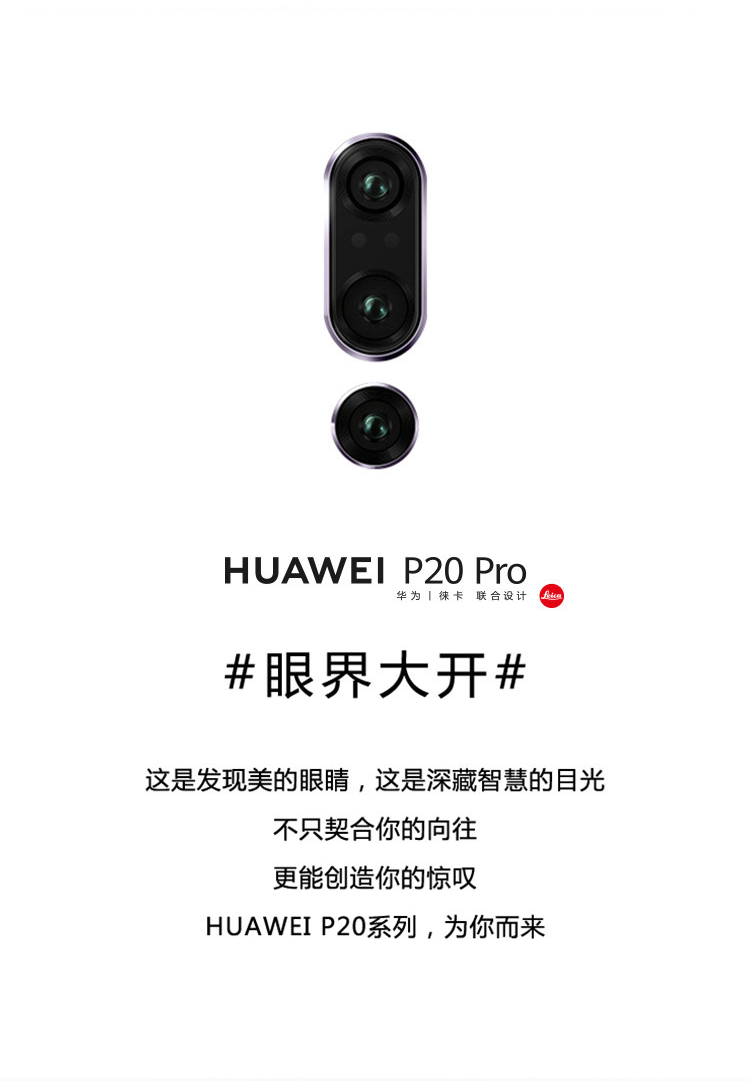 HUAWEI P20 Pro
华为 | 徕卡 联合设计 Leica
#眼界大开#
这是发现美的眼睛，这是深藏智慧的目光
不只契合你的向往
更能创造你的惊叹
HUAWEI P20系列，为你而来